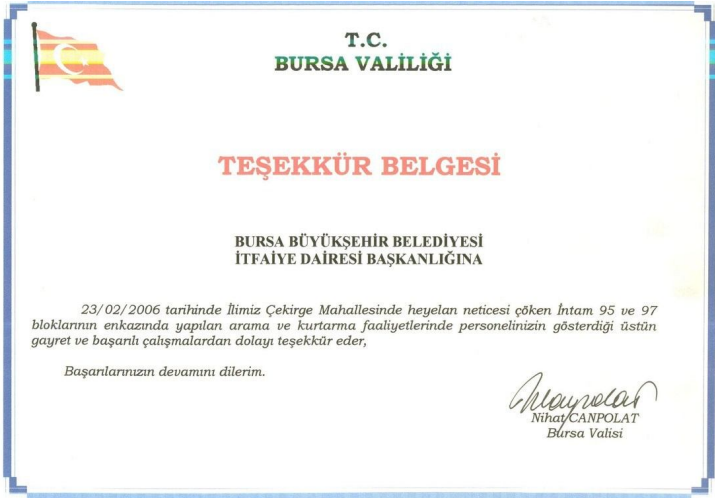 T.C.
BURSA VALİLİĞİ
TEŞEKKÜR BELGESİ
BURSA BÜYÜKŞEHİR BELEDİYESİ
İTFAİYE DAİRESİ BAŞKANLIĞINA
23/02/2006 tarihinde İlimiz Çekirge Mahallesinde heyelan neticesi çöken İntam 95 ve 97
bloklarının enkazında yapılan arama ve kurtarma faaliyetlerinde personelinizin gösterdiği üstün
gayret ve başarılı çalışmalardan dolayı teşekkür eder,
Başarılarınızın devamını dilerim.
Nihat CANPOLAT
Bursa Valisi